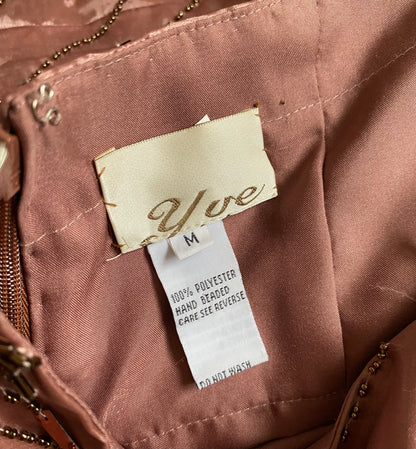 Yve
M
100% POLYESTER
HAND BEADED
CARE SEE REVERSE
DO NOT WASH